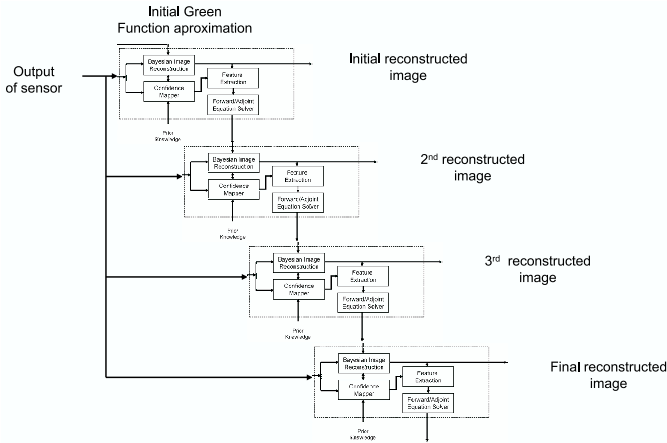 Initial Green
Function aproximation
Output
of sensor
Bayesian Image
Reconstruction
Confidence
Mapper
Feature
Extraction
Forward/Adjoint
Equation Solver
Prior
Knowledge
Initial reconstructed
image
Bayesian Image
Reconstruction
Confidence
Mapper
Feature
Extraction
Forward/Adjoint
Equation Solver
Prior
Knowledge
2nd reconstructed
image
Bayesian Image
Reconstruction
Confidence
Mapper
Feature
Extraction
Forward/Adjoint
Equation Solver
Prior
Knowledge
3rd reconstructed
image
Bayesian Image
Reconstruction
Confidence
Mapper
Feature
Extraction
Forward/Adjoint
Equation Solver
Prior
Knowledge
Final reconstructed
image